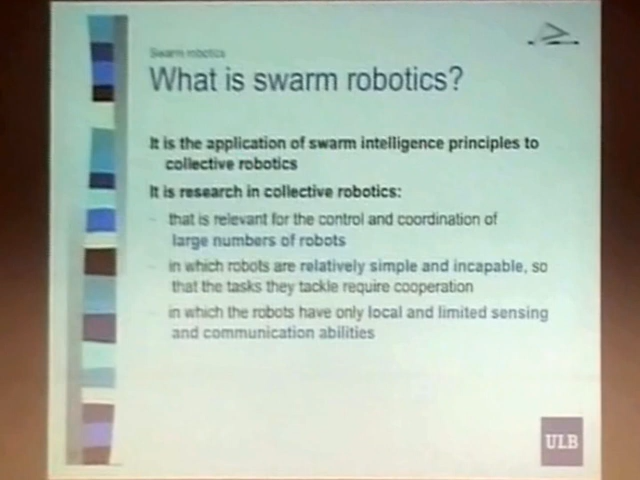 Swarm robotics
What is swarm robotics?
It is the application of swarm intelligence principles to
collective robotics
It is research in collective robotics:
– that is relevant for the control and coordination of
large numbers of robots
– in which robots are relatively simple and incapable, so
that the tasks they tackle require cooperation
– in which the robots have only local and limited sensing
and communication abilities
ULB